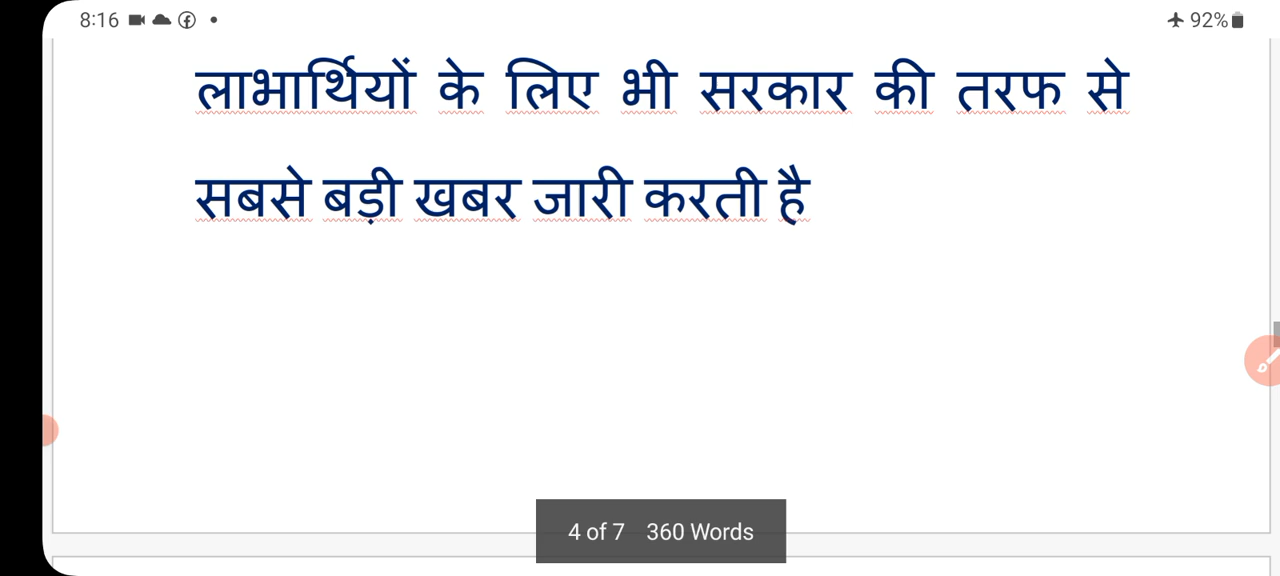 8:16
92%
लाभार्थियों के लिए भी सरकार की तरफ से
सबसे बड़ी खबर जारी करती है
4 of 7 360 Words